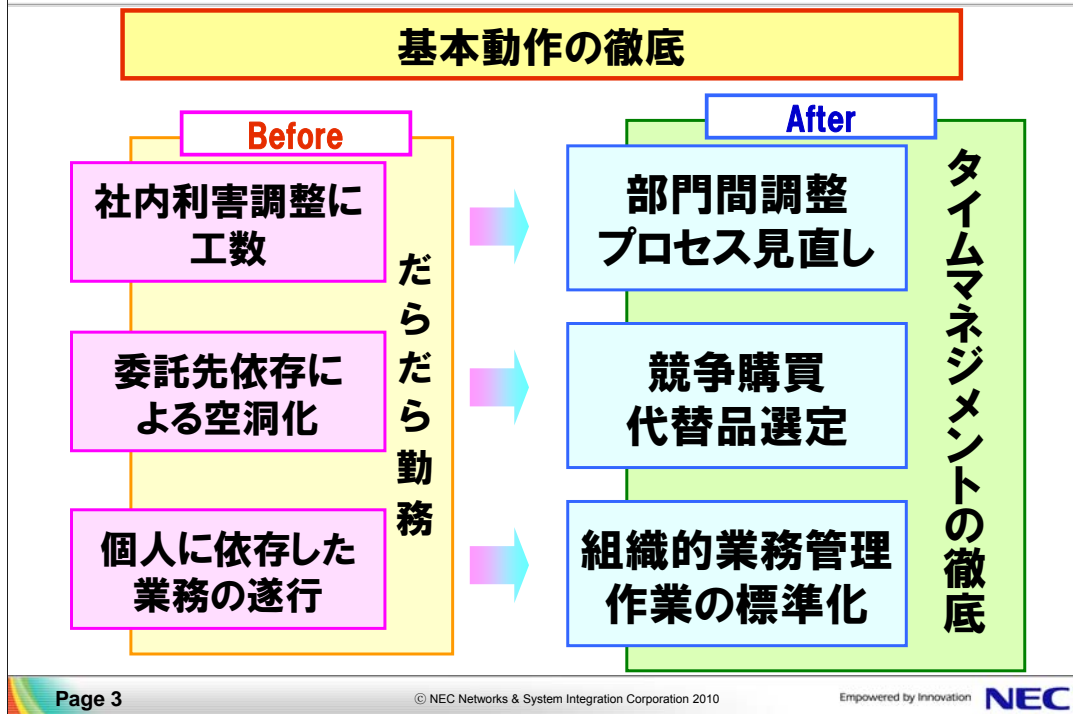 基本動作の徹底
Before
After
社内利害調整に
工数
部門間調整
プロセス見直し
委託先依存に
よる空洞化
競争購買
代替品選定
個人に依存した
業務の遂行
組織的業務管理
作業の標準化
だらだら勤務
タイムマネジメントの徹底
Page 3
© NEC Networks & System Integration Corporation 2010
Empowered by Innovation
NEC